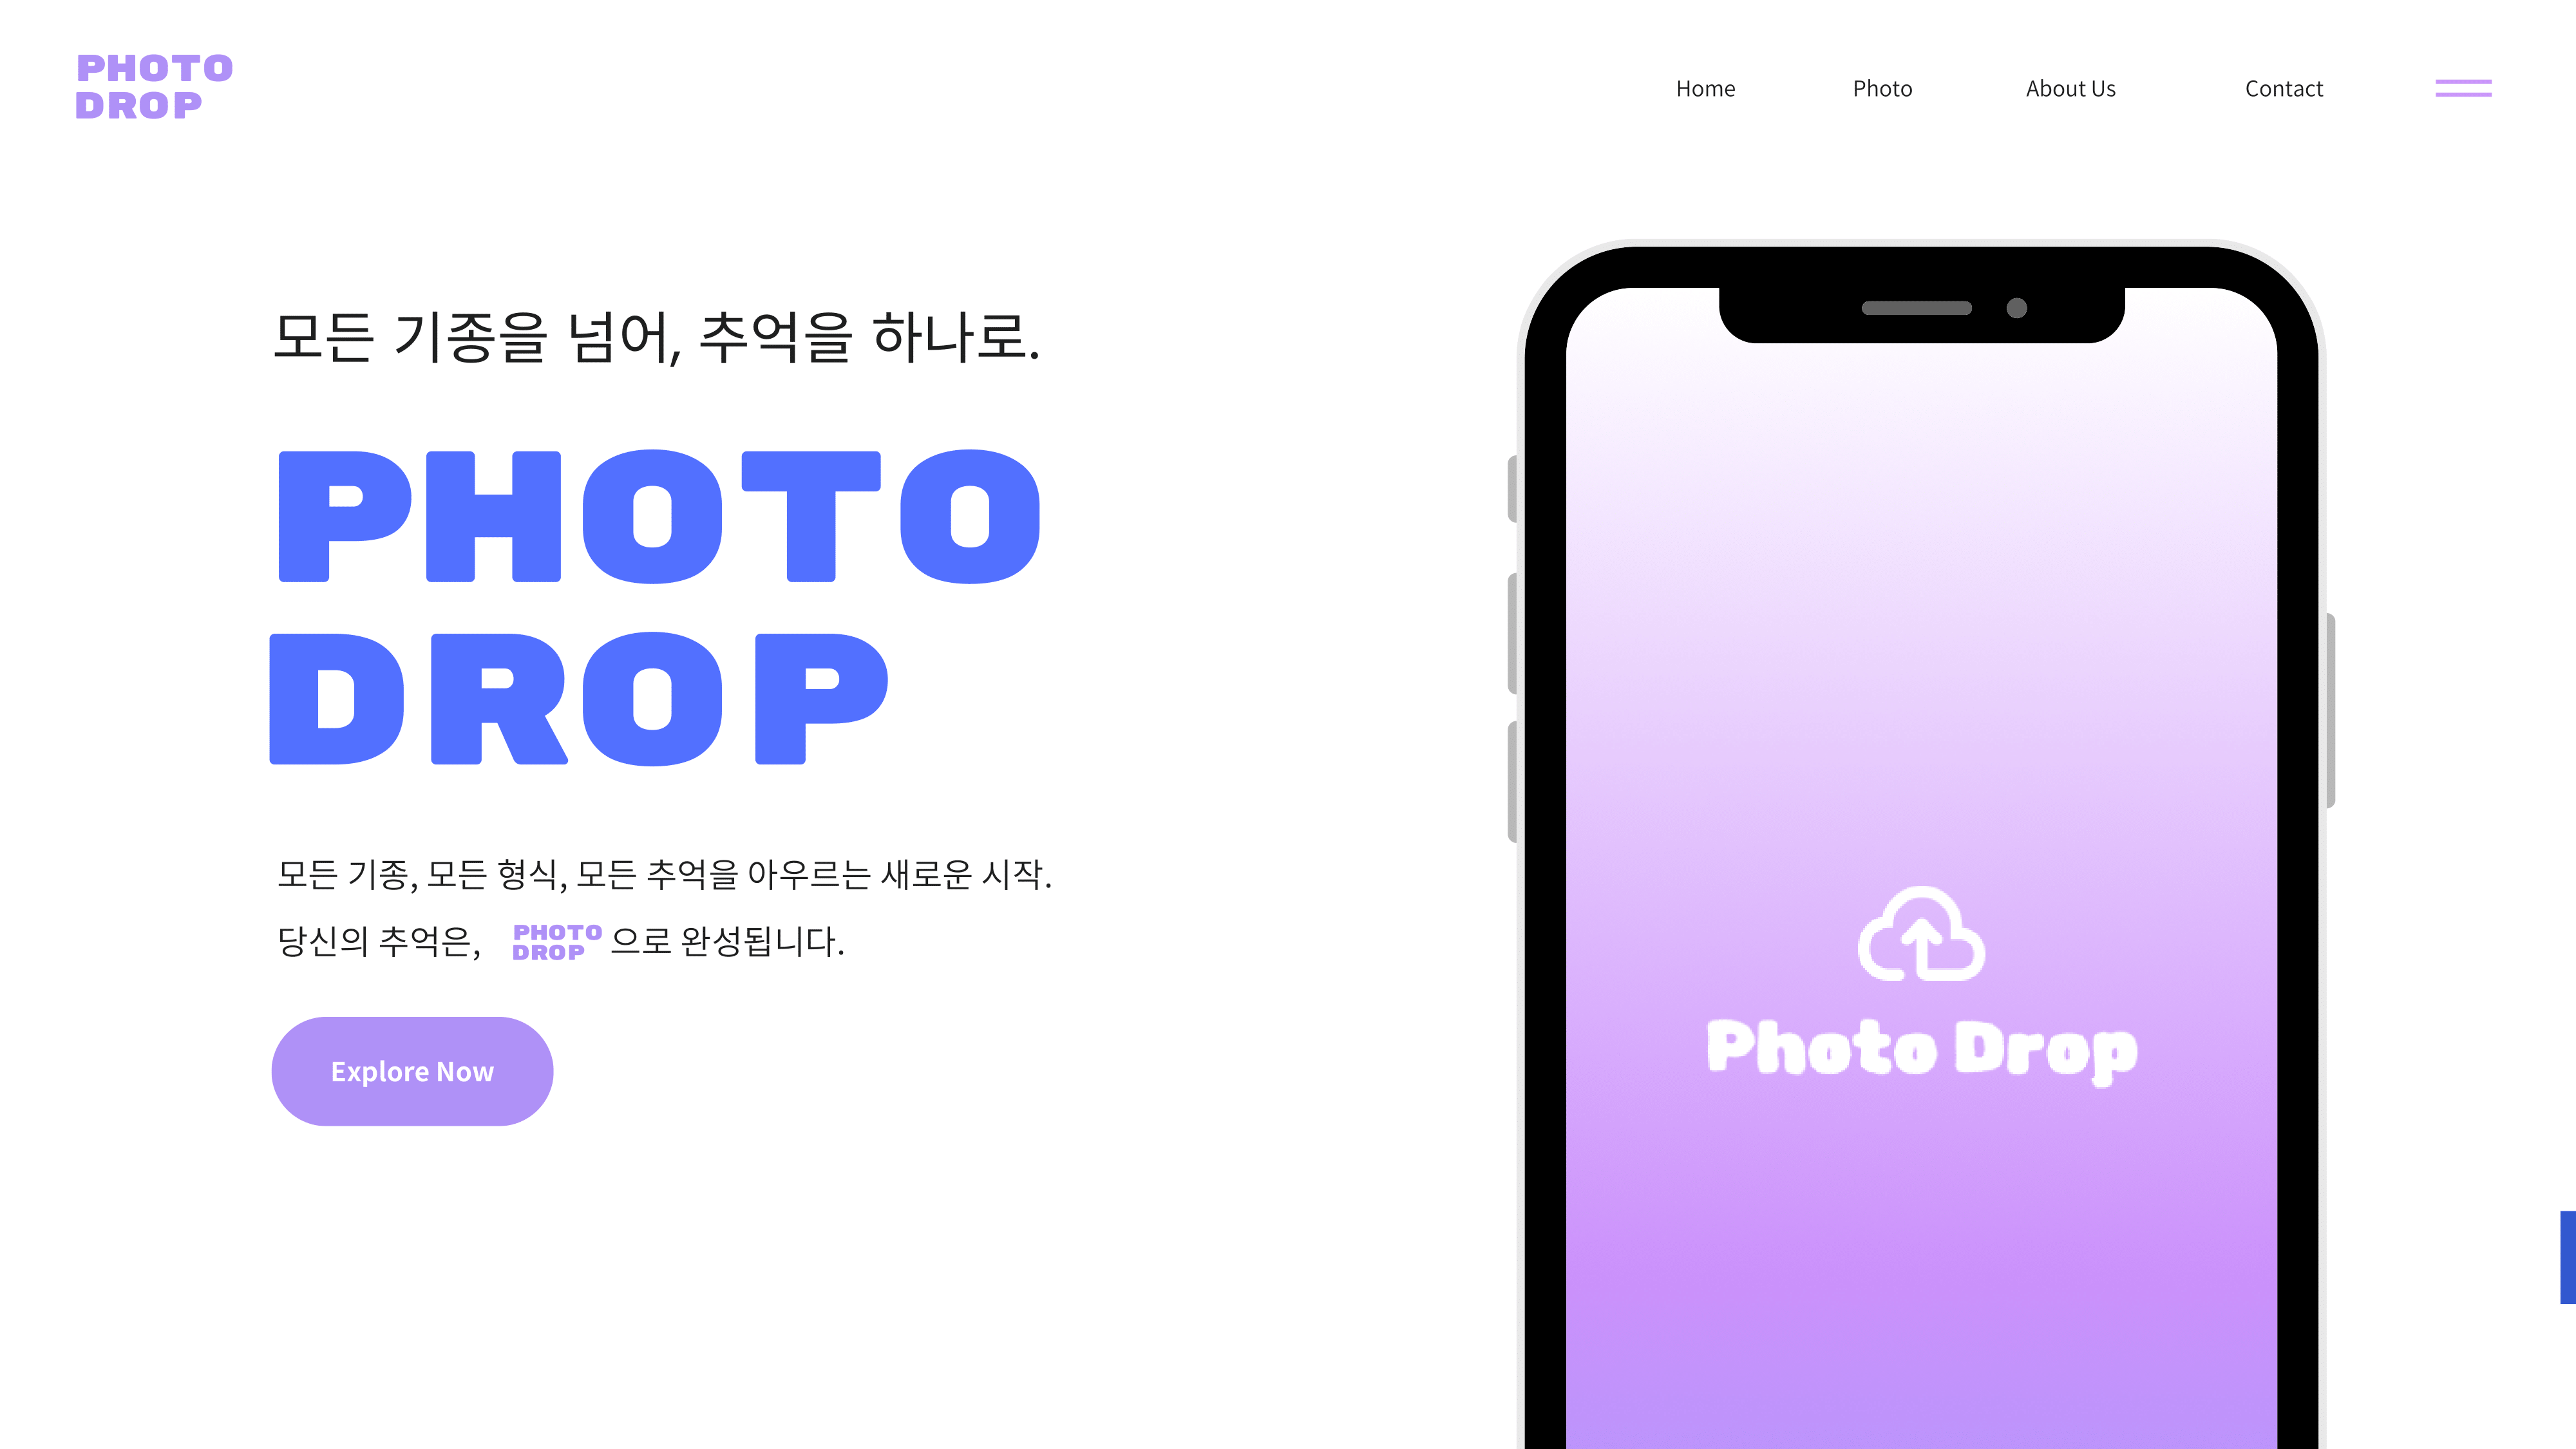 PHOTO
DROP
Home Photo About Us Contact
모든 기종을 넘어, 추억을 하나로.
PHOTO
DROP
모든 기종, 모든 형식, 모든 추억을 아우르는 새로운 시작.
당신의 추억은, PHOTO DROP 으로 완성됩니다.
Explore Now
Photo Drop